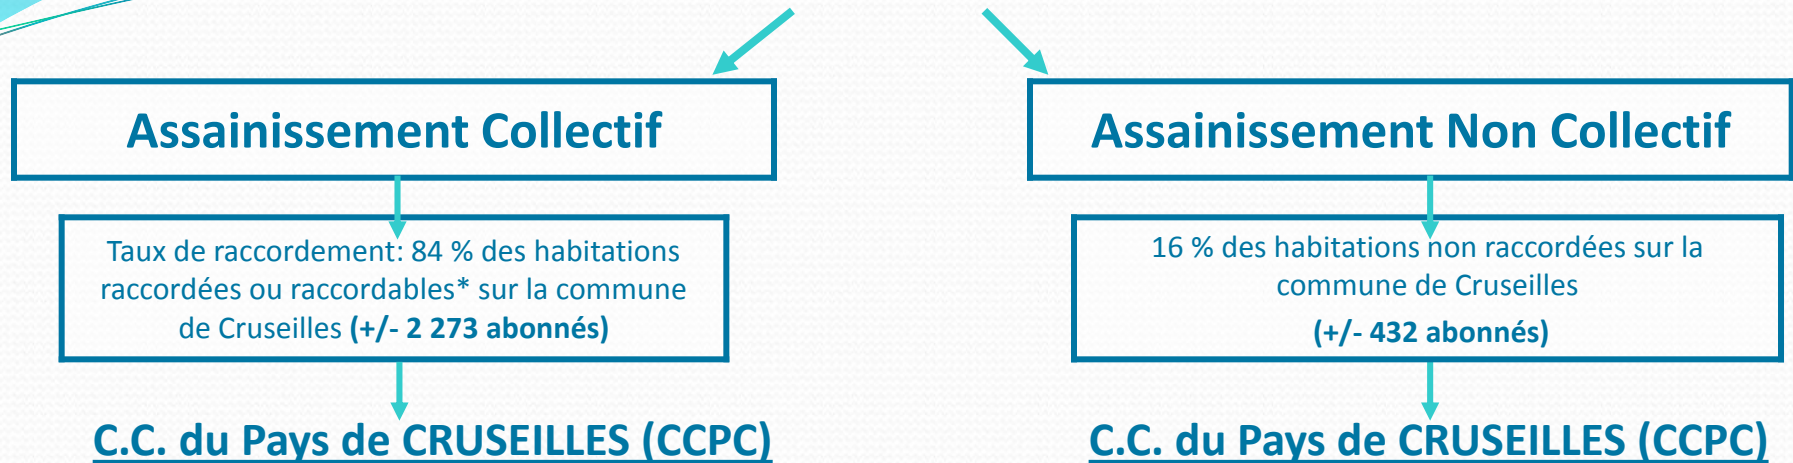 Assainissement Collectif
Taux de raccordement: 84 % des habitations
raccordées ou raccordables* sur la commune
de Cruseilles (+/- 2 273 abonnés)
C.C. du Pays de CRUSEILLES (CCPC)
Assainissement Non Collectif
16 % des habitations non raccordées sur la
commune de Cruseilles
(+/- 432 abonnés)
C.C. du Pays de CRUSEILLES (CCPC)